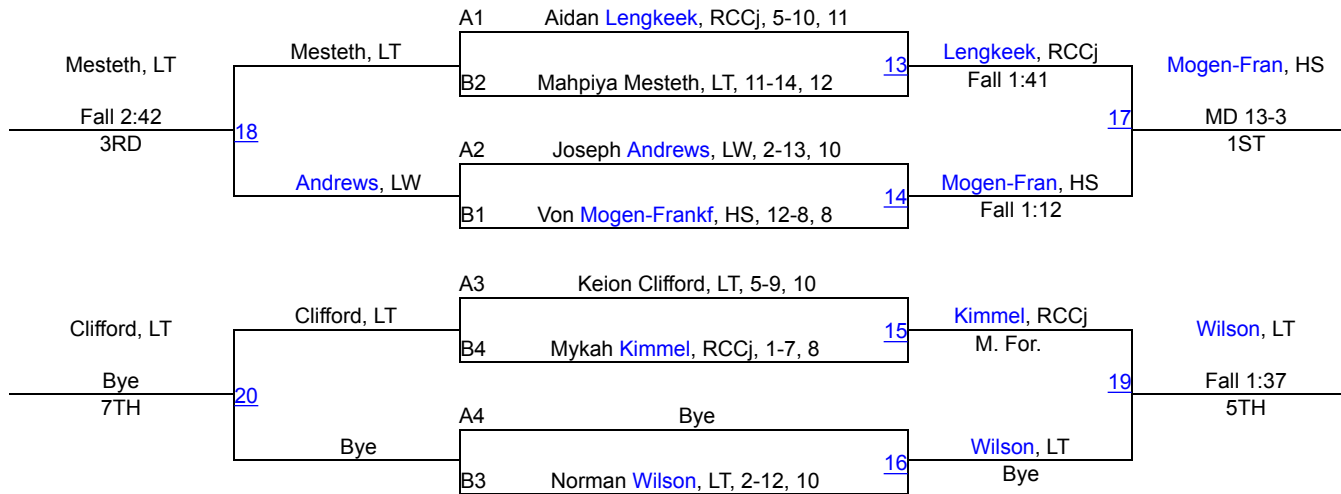 A1 Aidan Lengkeek, RCCj, 5-10, 11
Mesteth, LT Mesteth, LT Lengkeek, RCCj Mogen-Fran, HS
13
B2 Mahpiya Mesteth, LT, 11-14, 12 Fall 1:41
Fall 2:42 18 17 MD 13-3
3RD 1ST
A2 Joseph Andrews, LW, 2-13, 10
Andrews, LW 14 Mogen-Fran, HS
B1 Von Mogen-Frankf, HS, 12-8, 8 Fall 1:12
A3 Keion Clifford, LT, 5-9, 10
Clifford, LT Clifford, LT 15 Kimmel, RCCj Wilson, LT
B4 Mykah Kimmel, RCCj, 1-7, 8 M. For.
Bye 20 19 Fall 1:37
7TH 5TH
A4 Bye
Bye 16 Wilson, LT
B3 Norman Wilson, LT, 2-12, 10 Bye